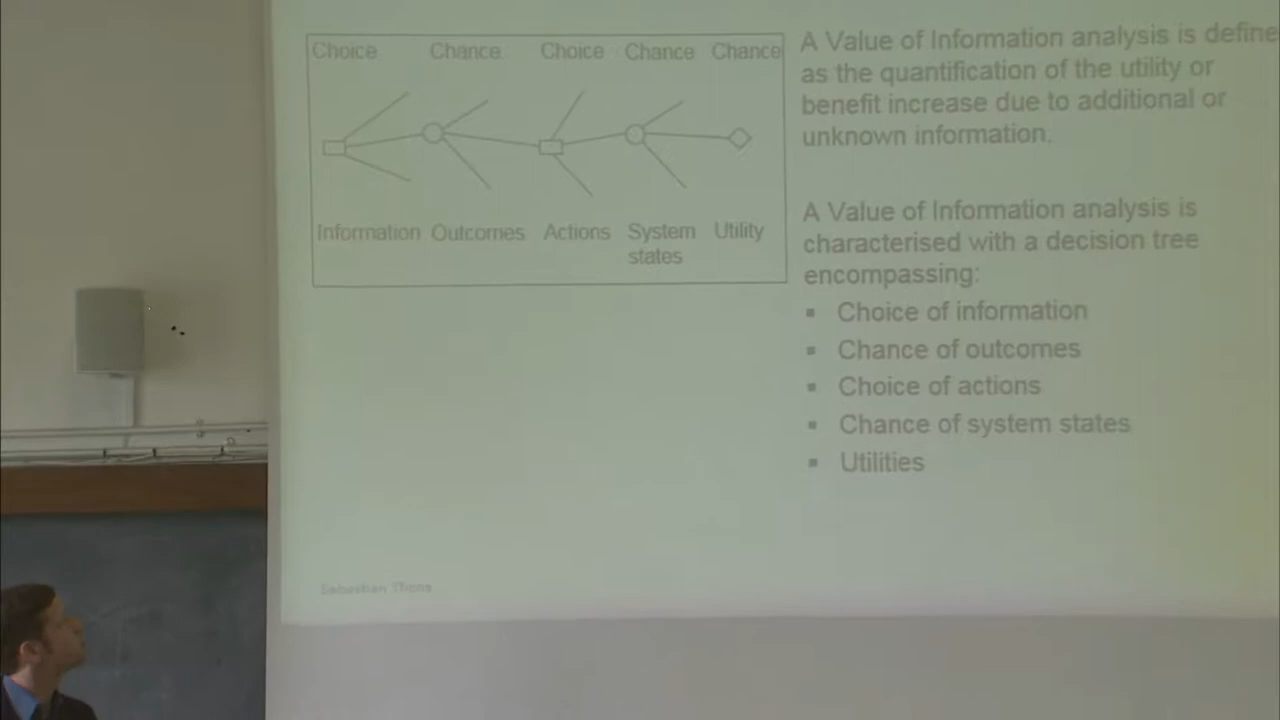 Choice Chance Choice Chance Chance
Information Outcomes Actions System states Utility
A Value of Information analysis is define
as the quantification of the utility or
benefit increase due to additional or
unknown information.
A Value of Information analysis is
characterised with a decision tree
encompassing:
▪ Choice of information
▪ Chance of outcomes
▪ Choice of actions
▪ Chance of system states
▪ Utilities
Sebastian